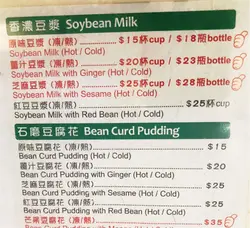 香濃豆漿 Soybean Milk
原味豆漿(凍/熱) ........ $15杯cup / $18瓶bottle
Soybean Milk (Hot / Cold)
薑汁豆漿(凍/熱) ........ $20杯cup / $23瓶bottle
Soybean Milk with Ginger (Hot / Cold)
芝麻豆漿(凍/熱) ........ $25杯cup / $28瓶bottle
Soybean Milk with Sesame (Hot / Cold)
紅豆豆漿(凍/熱) ........ $25杯cup
Soybean Milk with Red Bean (Hot / Cold)
石磨豆腐花 Bean Curd Pudding
原味豆腐花(凍/熱) ........ $15
Bean Curd Pudding (Hot / Cold)
薑汁豆腐花(凍/熱) ........ $20
Bean Curd Pudding with Ginger (Hot / Cold)
芝麻豆腐花(凍/熱) ........ $25
Bean Curd Pudding with Sesame (Hot / Cold)
紅豆豆腐花(凍/熱) ........ $25
Bean Curd Pudding with Red Bean (Hot / Cold)
芒果豆腐花(凍/熱) ........ $35